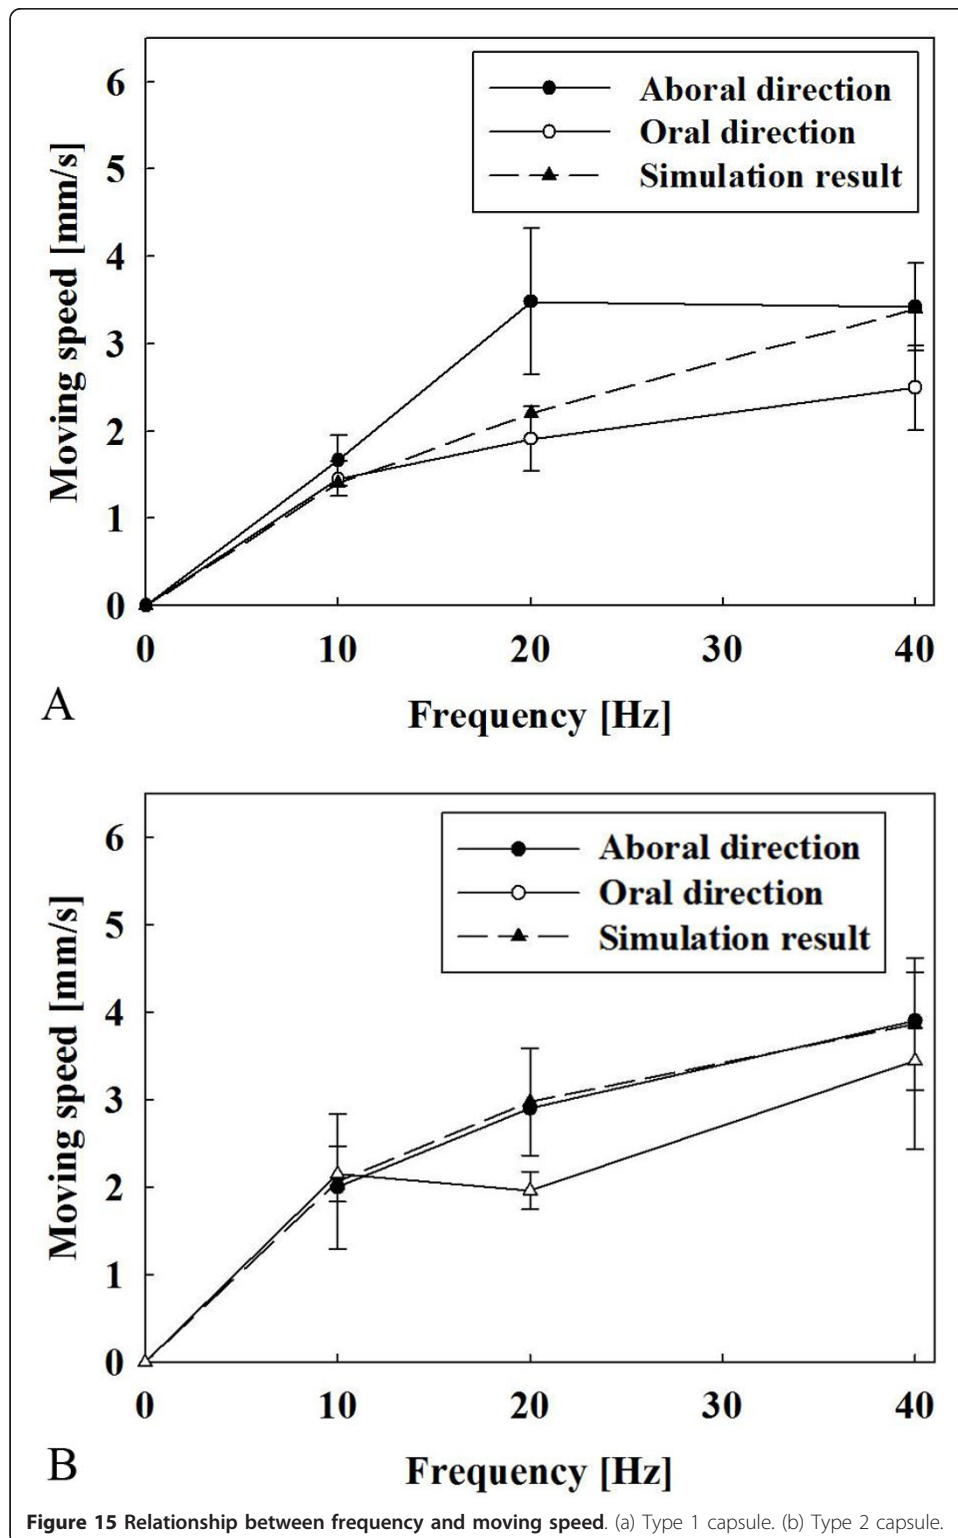 6
5
4
3
2
1
0
Moving speed [mm/s]
Aboral direction
Oral direction
Simulation result
0 10 20 30 40
Frequency [Hz]
A
6
5
4
3
2
1
0
Moving speed [mm/s]
Aboral direction
Oral direction
Simulation result
0 10 20 30 40
Frequency [Hz]
B
Figure 15 Relationship between frequency and moving speed. (a) Type 1 capsule. (b) Type 2 capsule.